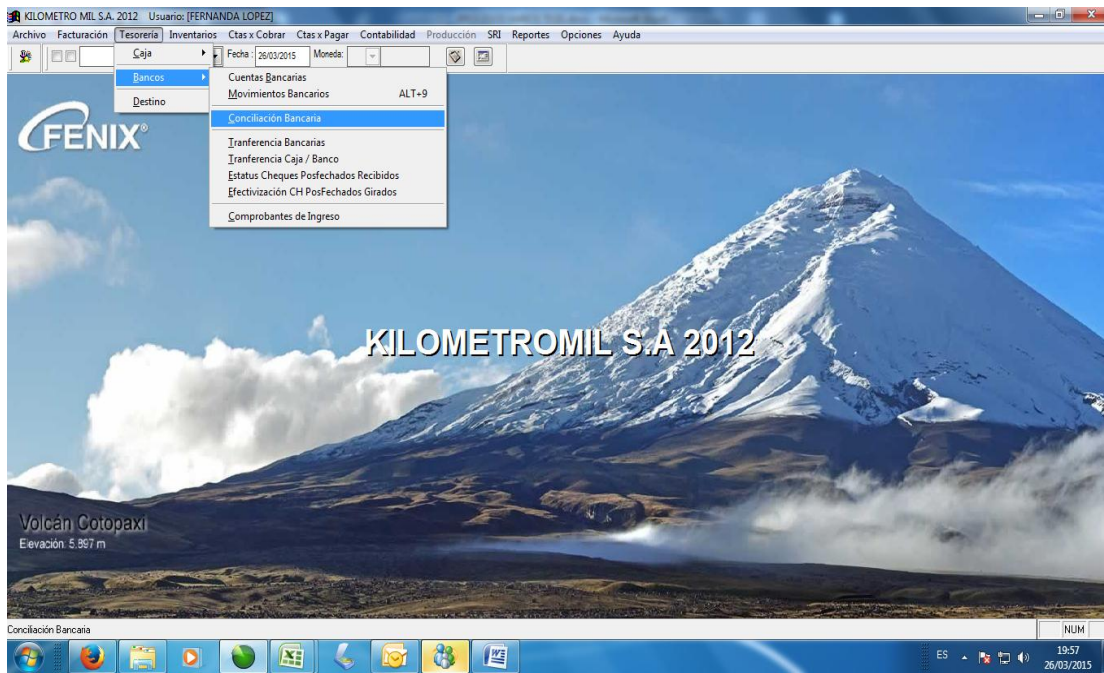 KILOMETRO MIL S.A. 2012 Usuario: [FERNANDA LOPEZ]
Archivo Facturación Tesorería Inventarios Ctas x Cobrar Ctas x Pagar Contabilidad Producción SRI Reportes Opciones Ayuda
Fecha : 26/03/2015 Moneda:
Caja
Bancos
Destino
Cuentas Bancarias
Movimientos Bancarios ALT+9
Conciliación Bancaria
Tranferencia Bancarias
Tranferencia Caja / Banco
Estatus Cheques Posfechados Recibidos
Efectivización CH PosFechados Girados
Comprobantes de Ingreso
FENIX®
KILOMETROMIL S.A 2012
Volcán Cotopaxi
Elevación: 5.897 m
Conciliación Bancaria NUM
ES 19:57
26/03/2015